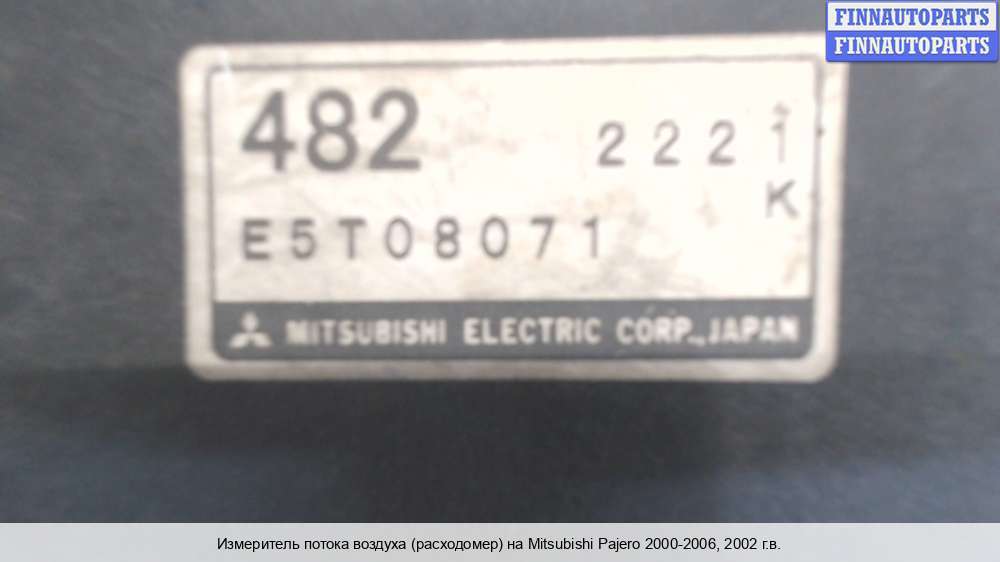 FINNAUTOPARTS
FINNAUTOPARTS
482 2221
K
E5T08071
MITSUBISHI ELECTRIC CORP., JAPAN
Измеритель потока воздуха (расходомер) на Mitsubishi Pajero 2000-2006, 2002 г.в.